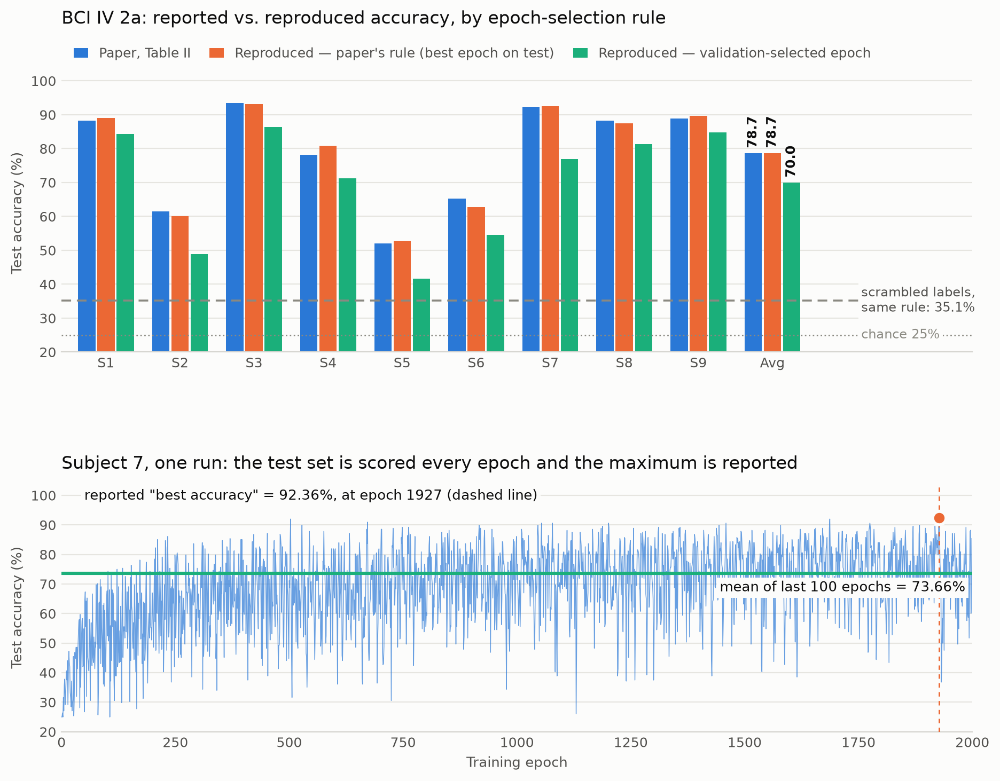 BCI IV 2a: reported vs. reproduced accuracy, by epoch-selection rule
Paper, Table II
Reproduced — paper's rule (best epoch on test)
Reproduced — validation-selected epoch
Test accuracy (%)
100
90
80
70
60
50
40
30
20
78.7
78.7
70.0
scrambled labels,
same rule: 35.1%
chance 25%
S1
S2
S3
S4
S5
S6
S7
S8
S9
Avg
Subject 7, one run: the test set is scored every epoch and the maximum is reported
Test accuracy (%)
100
90
80
70
60
50
40
30
20
reported "best accuracy" = 92.36%, at epoch 1927 (dashed line)
mean of last 100 epochs = 73.66%
0
250
500
750
1000
1250
1500
1750
2000
Training epoch